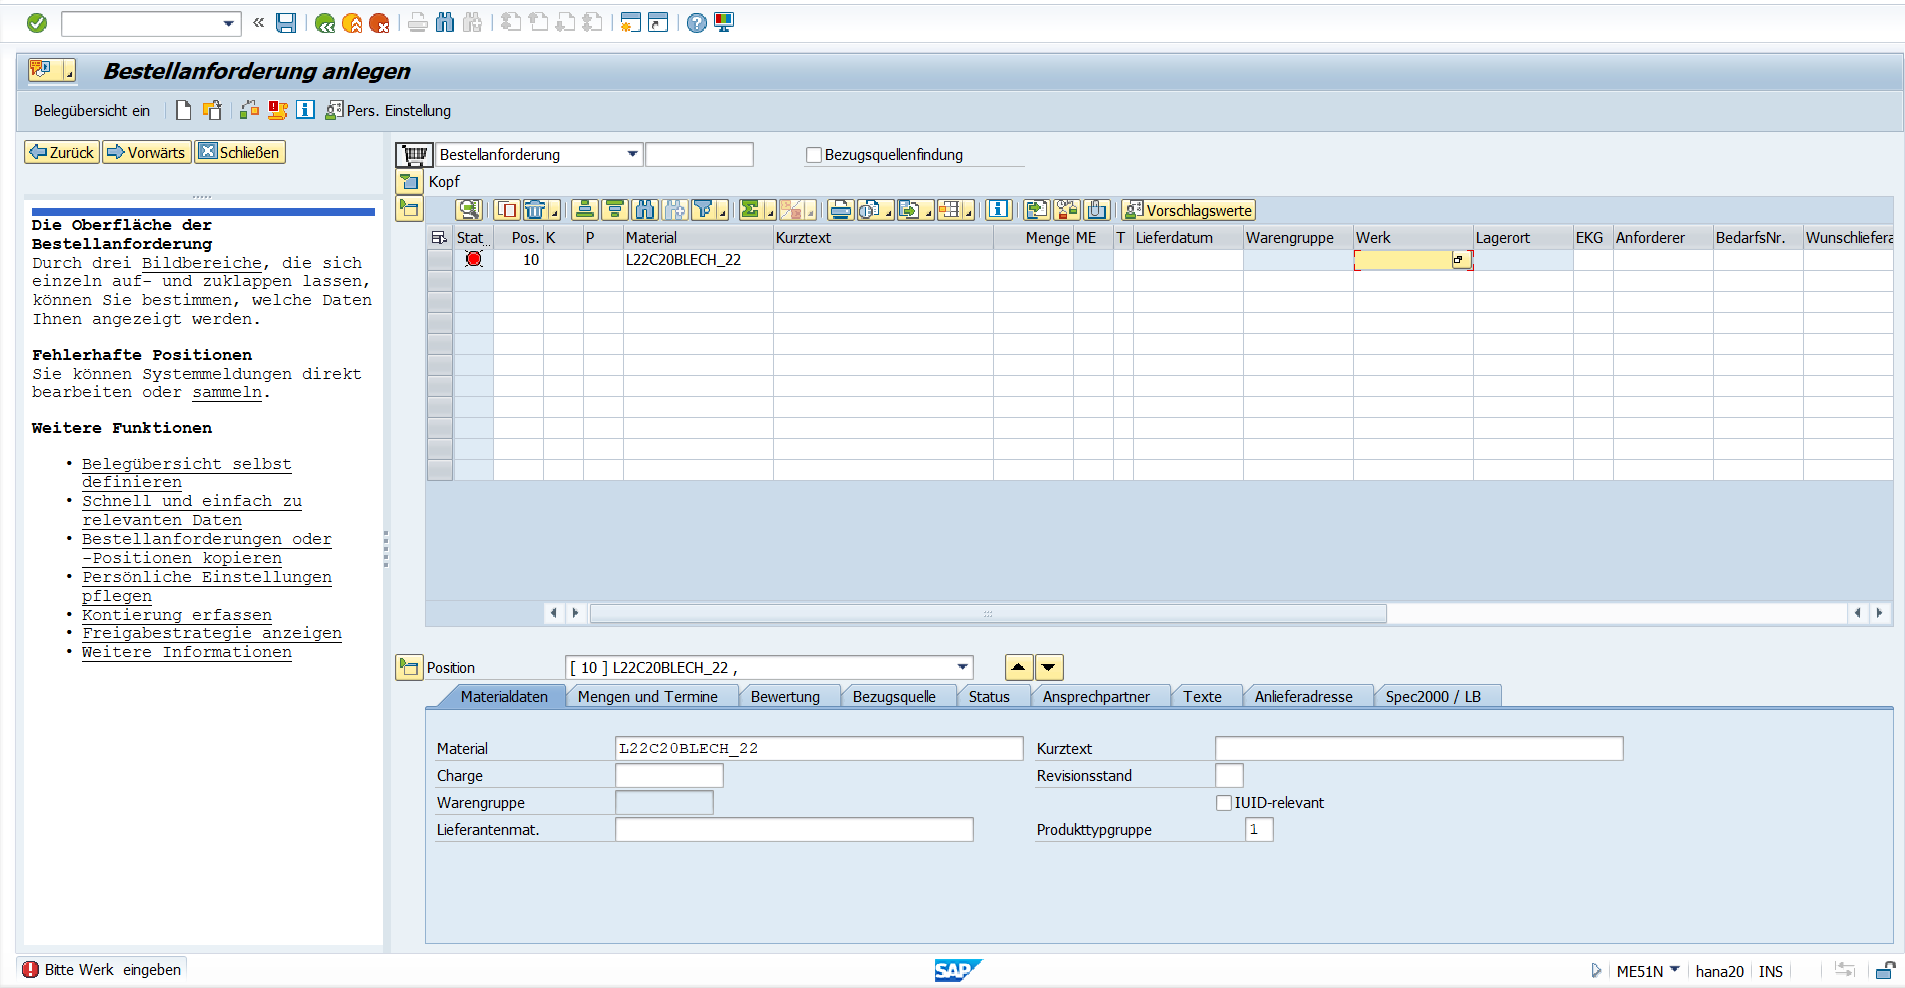 Bestellanforderung anlegen
Belegübersicht ein
Pers. Einstellung
Zurück
Vorwärts
Schließen
Die Oberfläche der
Bestellanforderung
Durch drei Bildbereiche, die sich
einzeln auf- und zuklappen lassen,
können Sie bestimmen, welche Daten
Ihnen angezeigt werden.
Fehlerhafte Positionen
Sie können Systemmeldungen direkt
bearbeiten oder sammeln.
Weitere Funktionen
• Belegübersicht selbst
definieren
• Schnell und einfach zu
relevanten Daten
• Bestellanforderungen oder
-Positionen kopieren
• Persönliche Einstellungen
pflegen
• Kontierung erfassen
• Freigabestrategie anzeigen
• Weitere Informationen
Bestellanforderung
Bezugsquellenfindung
Kopf
Vorschlagswerte
Stat... Pos. K P Material Kurztext Menge ME T Lieferdatum Warengruppe Werk Lagerort EKG Anforderer BedarfsNr. Wunschliefera
10 L22C20BLECH_22
Position [ 10 ] L22C20BLECH_22 ,
Materialdaten Mengen und Termine Bewertung Bezugsquelle Status Ansprechpartner Texte Anlieferadresse Spec2000 / LB
Material L22C20BLECH_22 Kurztext
Charge Revisionsstand
Warengruppe IUID-relevant
Lieferantenmat. Produkttypgruppe 1
Bitte Werk eingeben
SAP
ME51N hana20 INS